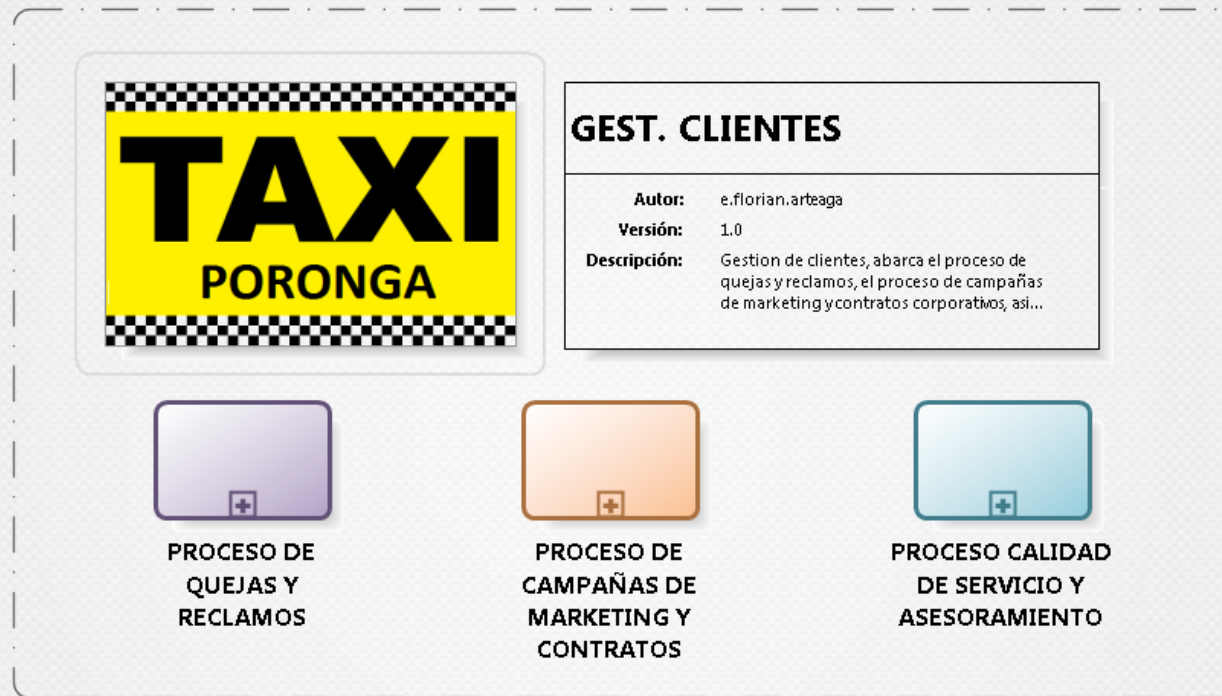 TAXI
PORONGA
GEST. CLIENTES
Autor: e.florian.arteaga
Versión: 1.0
Descripción: Gestion de clientes, abarca el proceso de
quejas y reclamos, el proceso de campañas
de marketing y contratos corporativos, asi...
PROCESO DE
QUEJAS Y
RECLAMOS
PROCESO DE
CAMPAÑAS DE
MARKETING Y
CONTRATOS
PROCESO CALIDAD
DE SERVICIO Y
ASESORAMIENTO